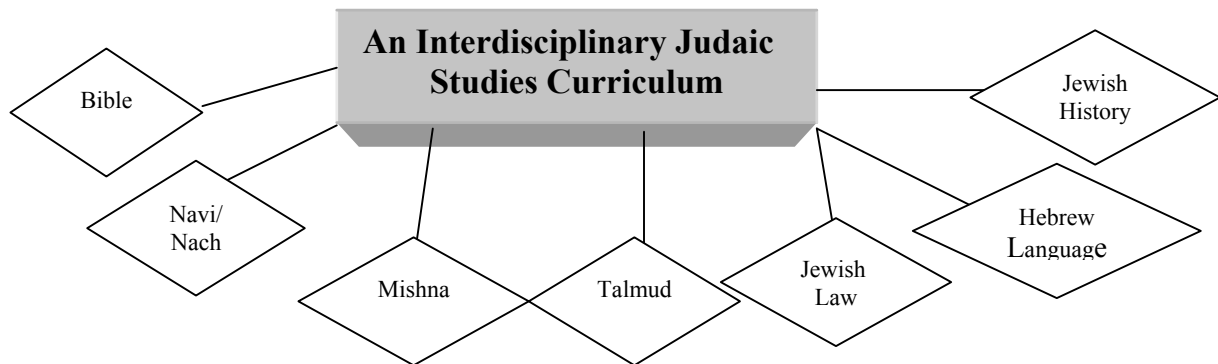 An Interdisciplinary Judaic
Studies Curriculum
Bible
Navi/
Nach
Mishna
Talmud
Jewish
Law
Hebrew
Language
Jewish
History